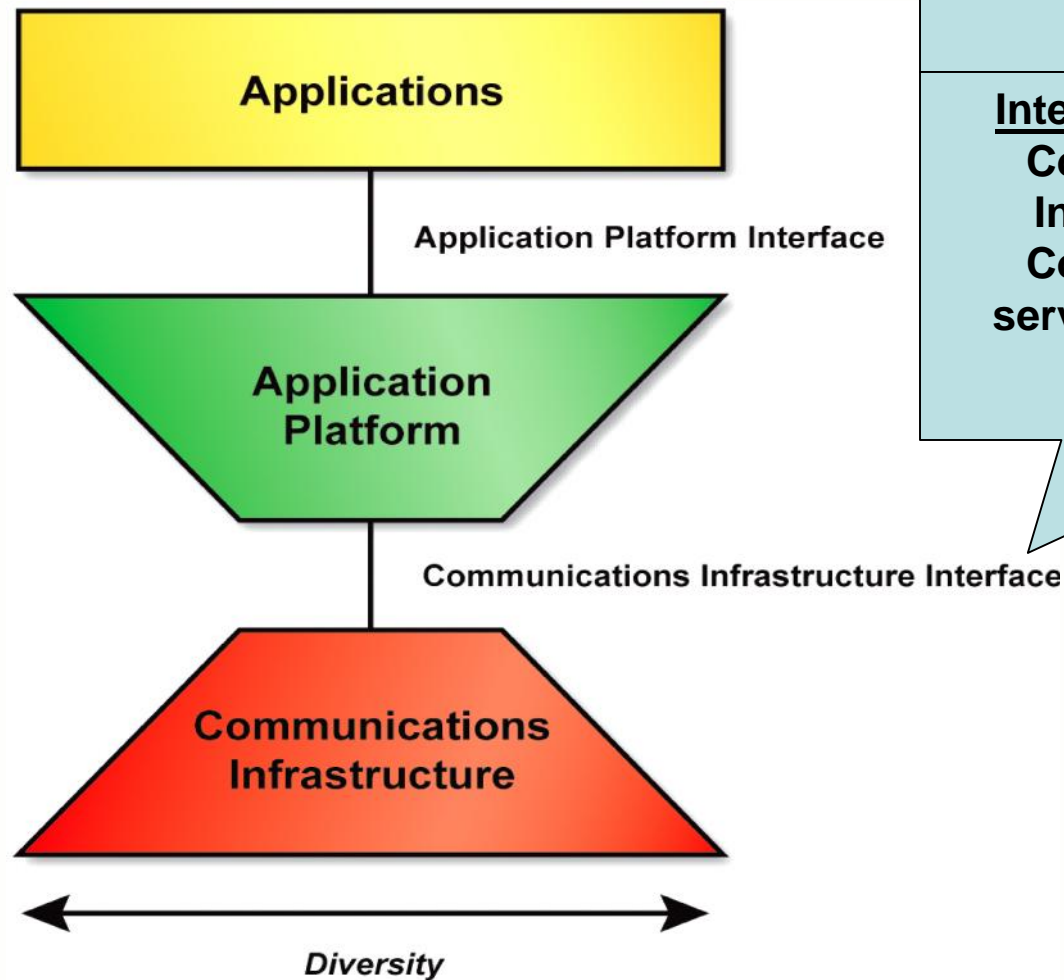 Applications
Application Platform Interface
Application
Platform
Communications Infrastructure Interface
Communications
Infrastructure
Diversity